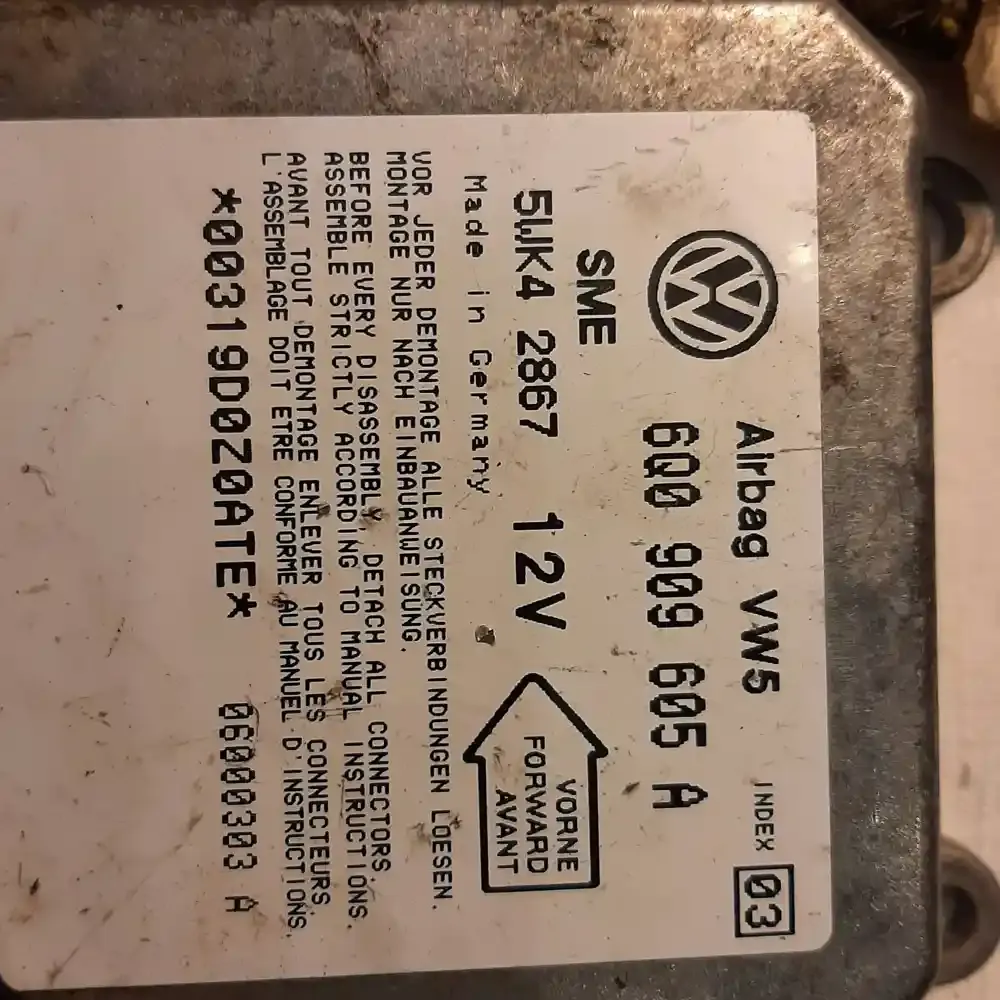 Airbag VW5 INDEX 03
6Q0 909 605 A
SME
5WK4 2867 12V
VORNE
FORWARD
AVANT
Made in Germany
VOR JEDER DEMONTAGE ALLE STECKVERBINDUNGEN LOESEN.
MONTAGE NUR NACH EINBAUANWEISUNG.
BEFORE EVERY DISASSEMBLY, DETACH ALL CONNECTORS.
ASSEMBLE STRICTLY ACCORDING TO MANUAL INSTRUCTIONS.
AVANT TOUT DEMONTAGE ENLEVER TOUS LES CONNECTEURS.
L'ASSEMBLAGE DOIT ETRE CONFORME AU MANUEL D'INSTRUCTIONS.
*00319D0Z0ATE* 0600303 A